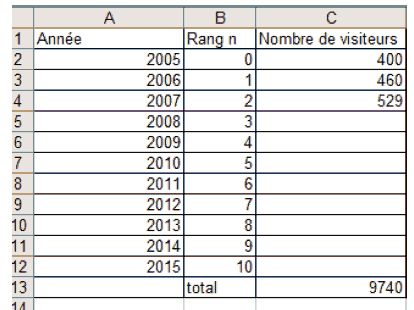 A B C
1 Année Rang n Nombre de visiteurs
2 2005 0 400
3 2006 1 460
4 2007 2 529
5 2008 3
6 2009 4
7 2010 5
8 2011 6
9 2012 7
10 2013 8
11 2014 9
12 2015 10
13 total 9740
14